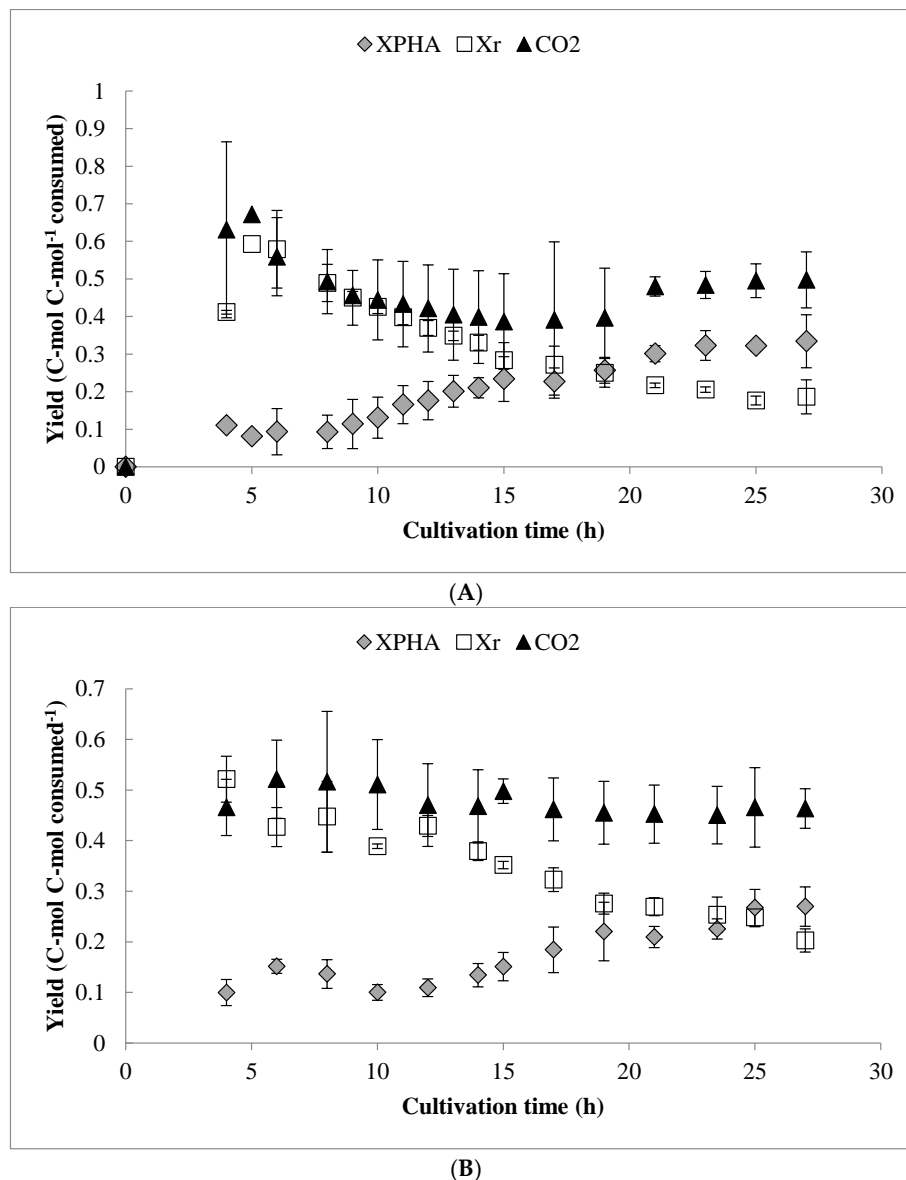 XPHA Xr CO2
1
0.9
0.8
0.7
0.6
0.5
0.4
0.3
0.2
0.1
0
Yield (C-mol C-mol⁻¹ consumed)
0 5 10 15 20 25 30
Cultivation time (h)
(A)
XPHA Xr CO2
0.7
0.6
0.5
0.4
0.3
0.2
0.1
0
Yield (C-mol C-mol consumed⁻¹)
0 5 10 15 20 25 30
Cultivation time (h)
(B)